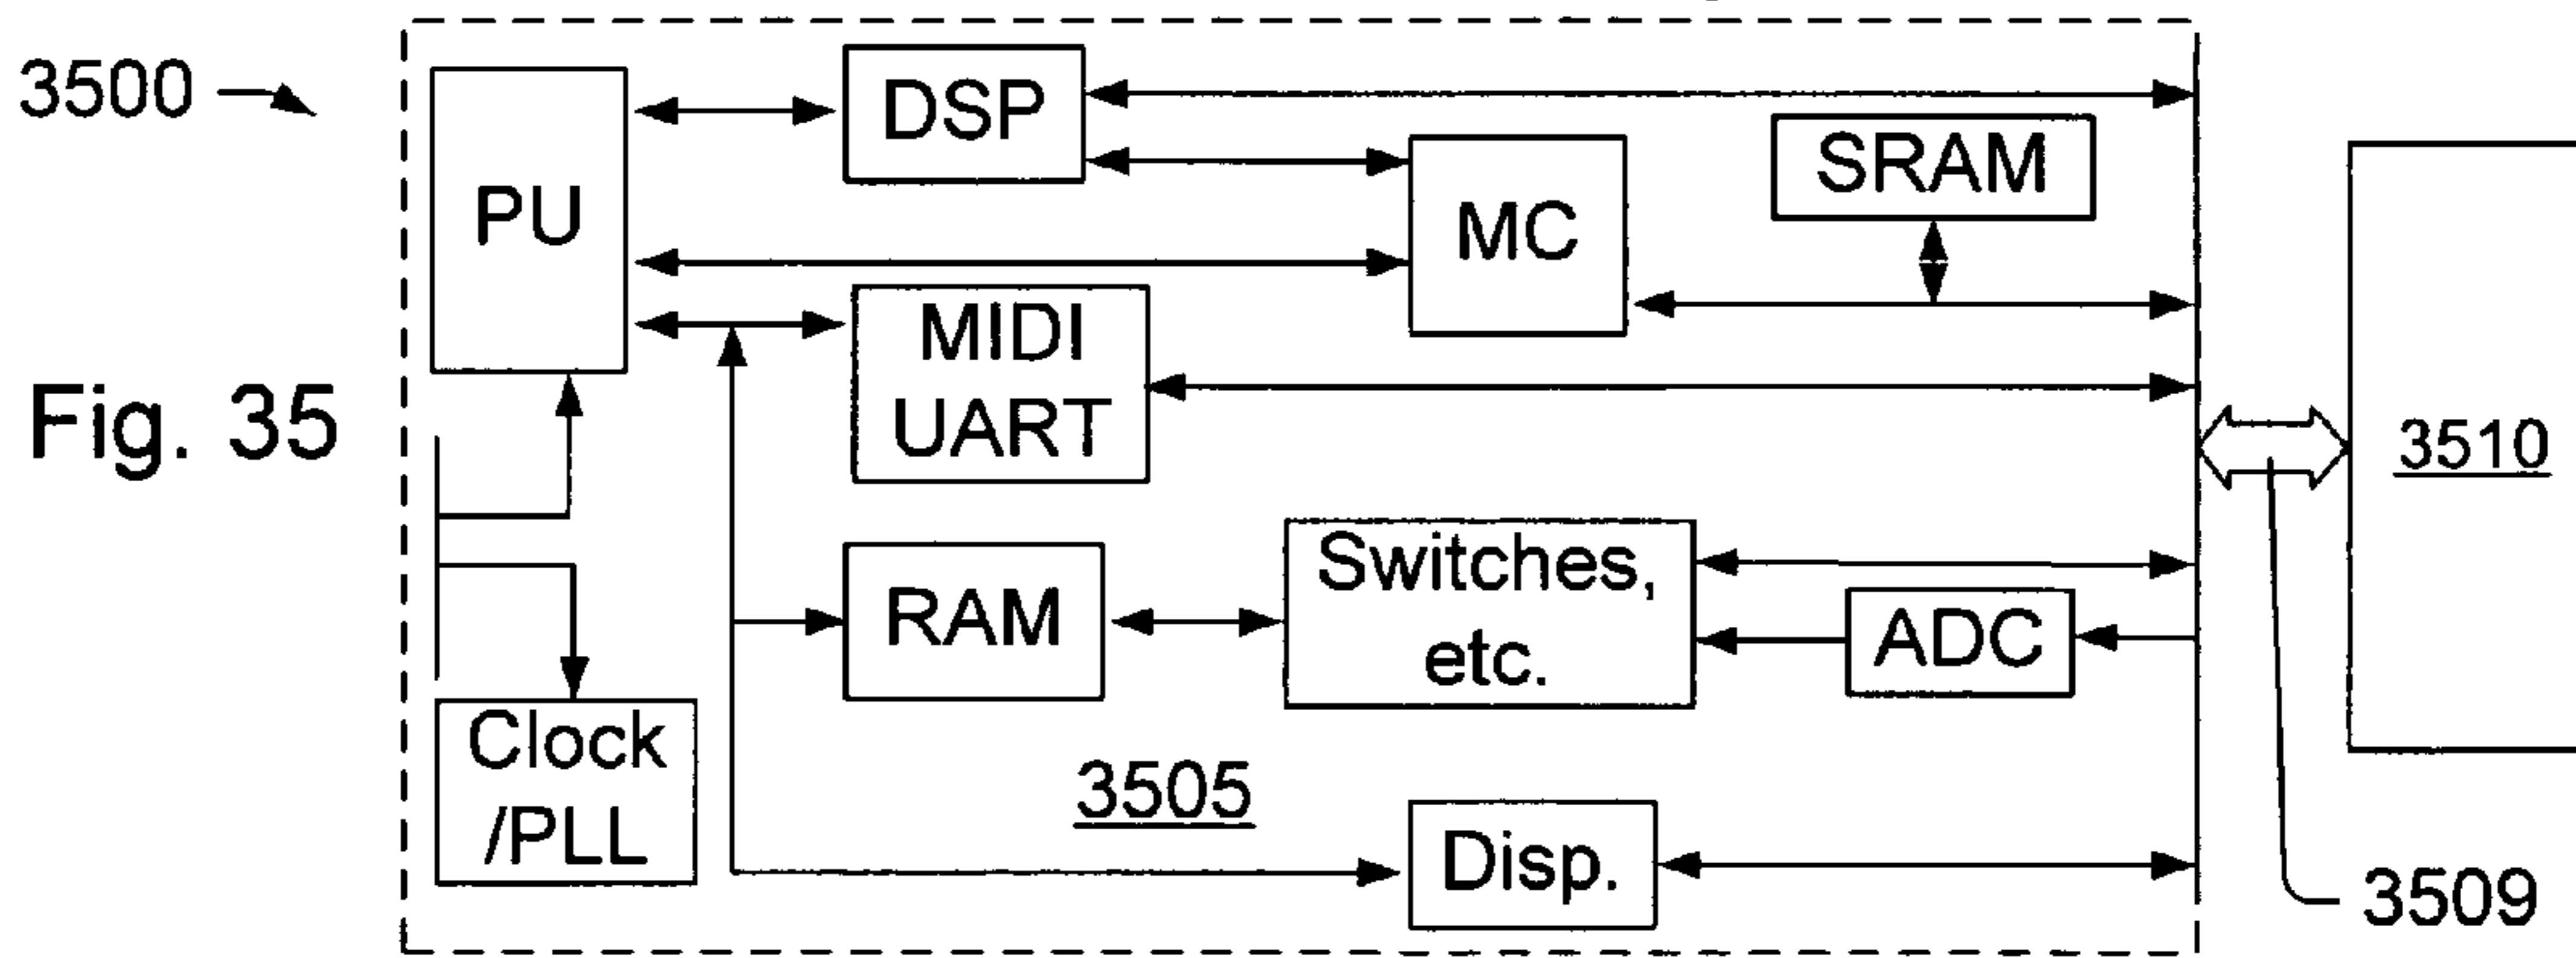 3500
PU
DSP
SRAM
MC
MIDI
UART
Fig. 35
3510
RAM
Switches,
etc.
ADC
Clock
/PLL
3505
Disp.
3509